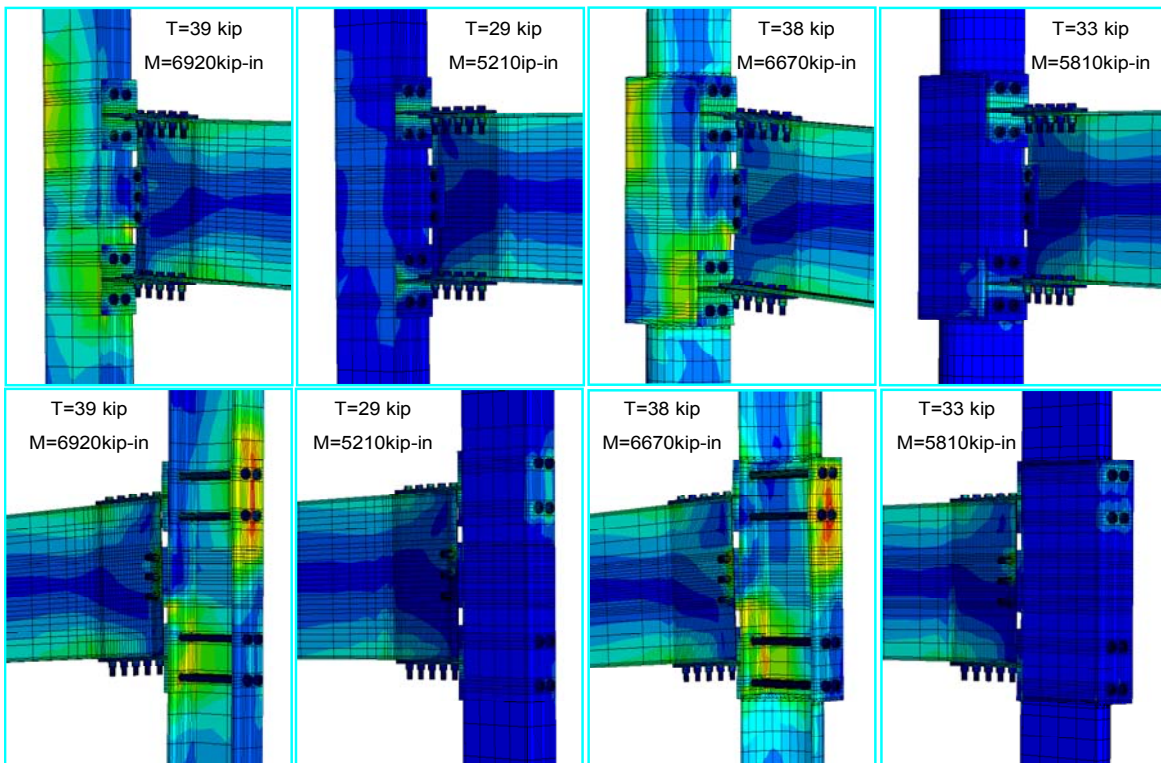 T=39 kip
M=6920kip-in
T=29 kip
M=5210ip-in
T=38 kip
M=6670kip-in
T=33 kip
M=5810kip-in
T=39 kip
M=6920kip-in
T=29 kip
M=5210kip-in
T=38 kip
M=6670kip-in
T=33 kip
M=5810kip-in